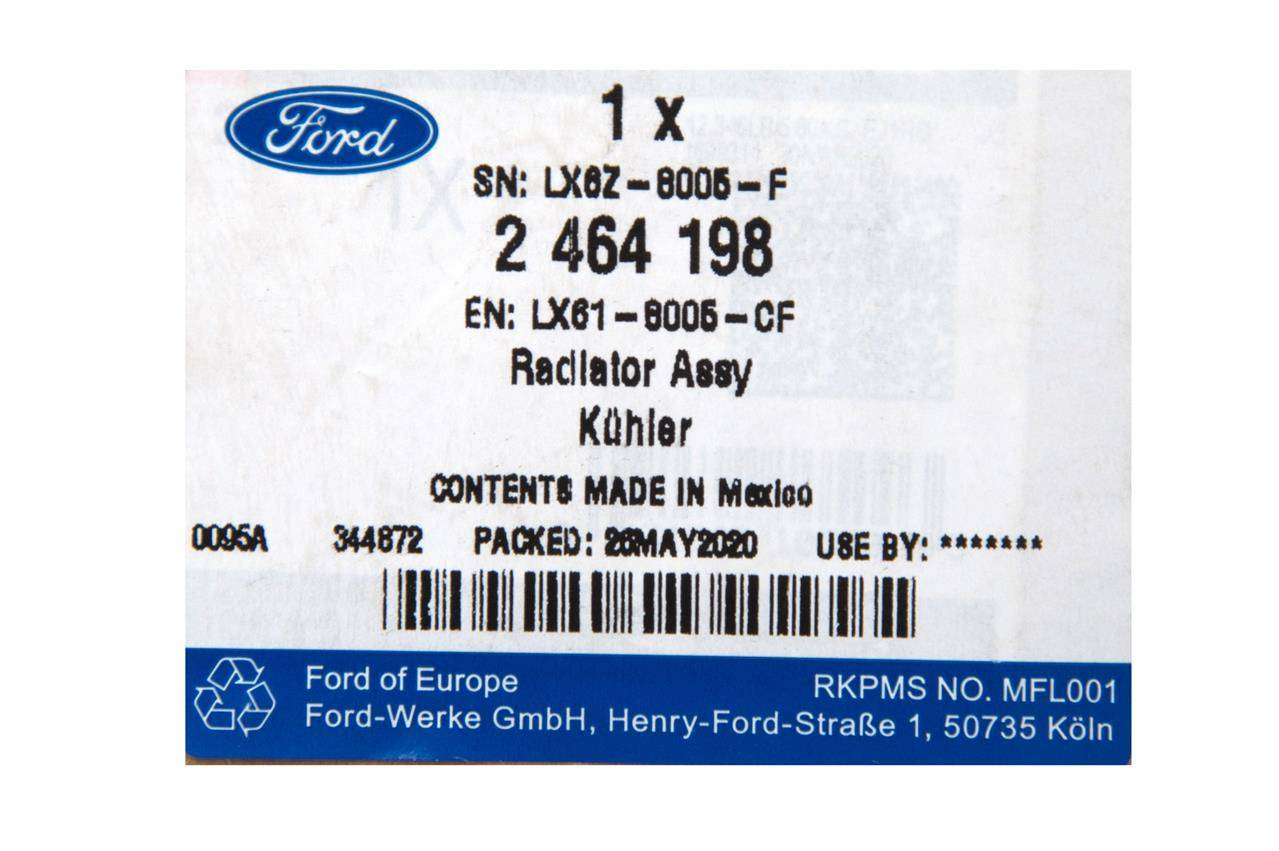 Ford
1 x
SN: LX6Z-8005-F
2 464 198
EN: LX61-8005-CF
Radiator Assy
Kühler
CONTENTS MADE IN Mexico
0095A 344872 PACKED: 26MAY2020 USE BY: *******
Ford of Europe
RKPMS NO. MFL001
Ford-Werke GmbH, Henry-Ford-Straße 1, 50735 Köln